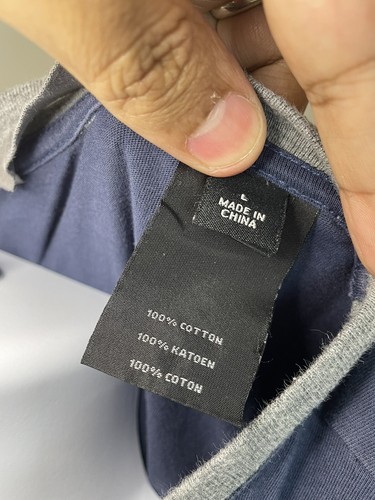 L
MADE IN
CHINA
100% COTTON
100% KATOEN
100% COTON